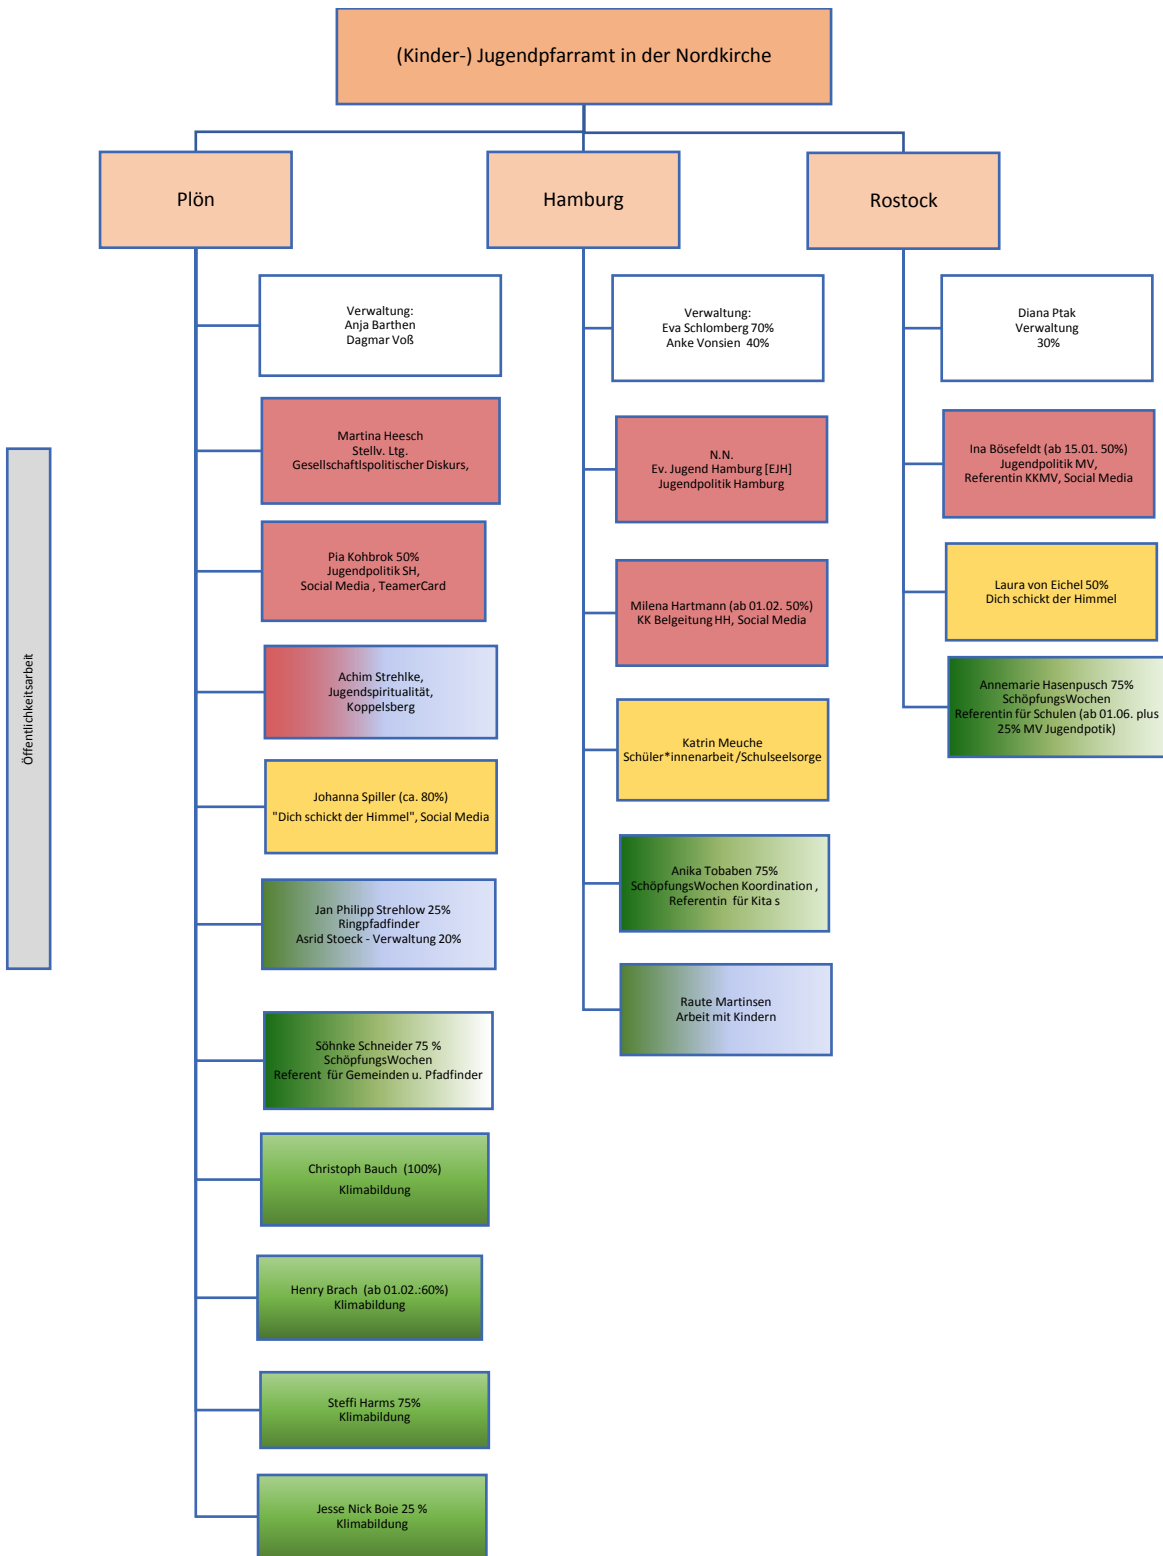 (Kinder-) Jugendpfarramt in der Nordkirche
Plön
Hamburg
Rostock
Öffentlichkeitsarbeit
Verwaltung:
Anja Barthen
Dagmar Voß
Martina Heesch
Stellv. Ltg.
Gesellschaftlspolitischer Diskurs,
Pia Kohbrok 50%
Jugendpolitik SH,
Social Media , TeamerCard
Achim Strehlke,
Jugendspiritualität,
Koppelsberg
Johanna Spiller (ca. 80%)
"Dich schickt der Himmel", Social Media
Jan Philipp Strehlow 25%
Ringpfadfinder
Asrid Stoeck - Verwaltung 20%
Söhnke Schneider 75 %
SchöpfungsWochen
Referent für Gemeinden u. Pfadfinder
Christoph Bauch (100%)
Klimabildung
Henry Brach (ab 01.02.:60%)
Klimabildung
Steffi Harms 75%
Klimabildung
Jesse Nick Boie 25 %
Klimabildung
Verwaltung:
Eva Schlomberg 70%
Anke Vonsien 40%
N.N.
Ev. Jugend Hamburg [EJH]
Jugendpolitik Hamburg
Milena Hartmann (ab 01.02. 50%)
KK Belgeitung HH, Social Media
Katrin Meuche
Schüler*innenarbeit /Schulseelsorge
Anika Tobaben 75%
SchöpfungsWochen Koordination ,
Referentin für Kita s
Raute Martinsen
Arbeit mit Kindern
Diana Ptak
Verwaltung
30%
Ina Bösefeldt (ab 15.01. 50%)
Jugendpolitik MV,
Referentin KKMV, Social Media
Laura von Eichel 50%
Dich schickt der Himmel
Annemarie Hasenpusch 75%
SchöpfungsWochen
Referentin für Schulen (ab 01.06. plus
25% MV Jugendpotik)